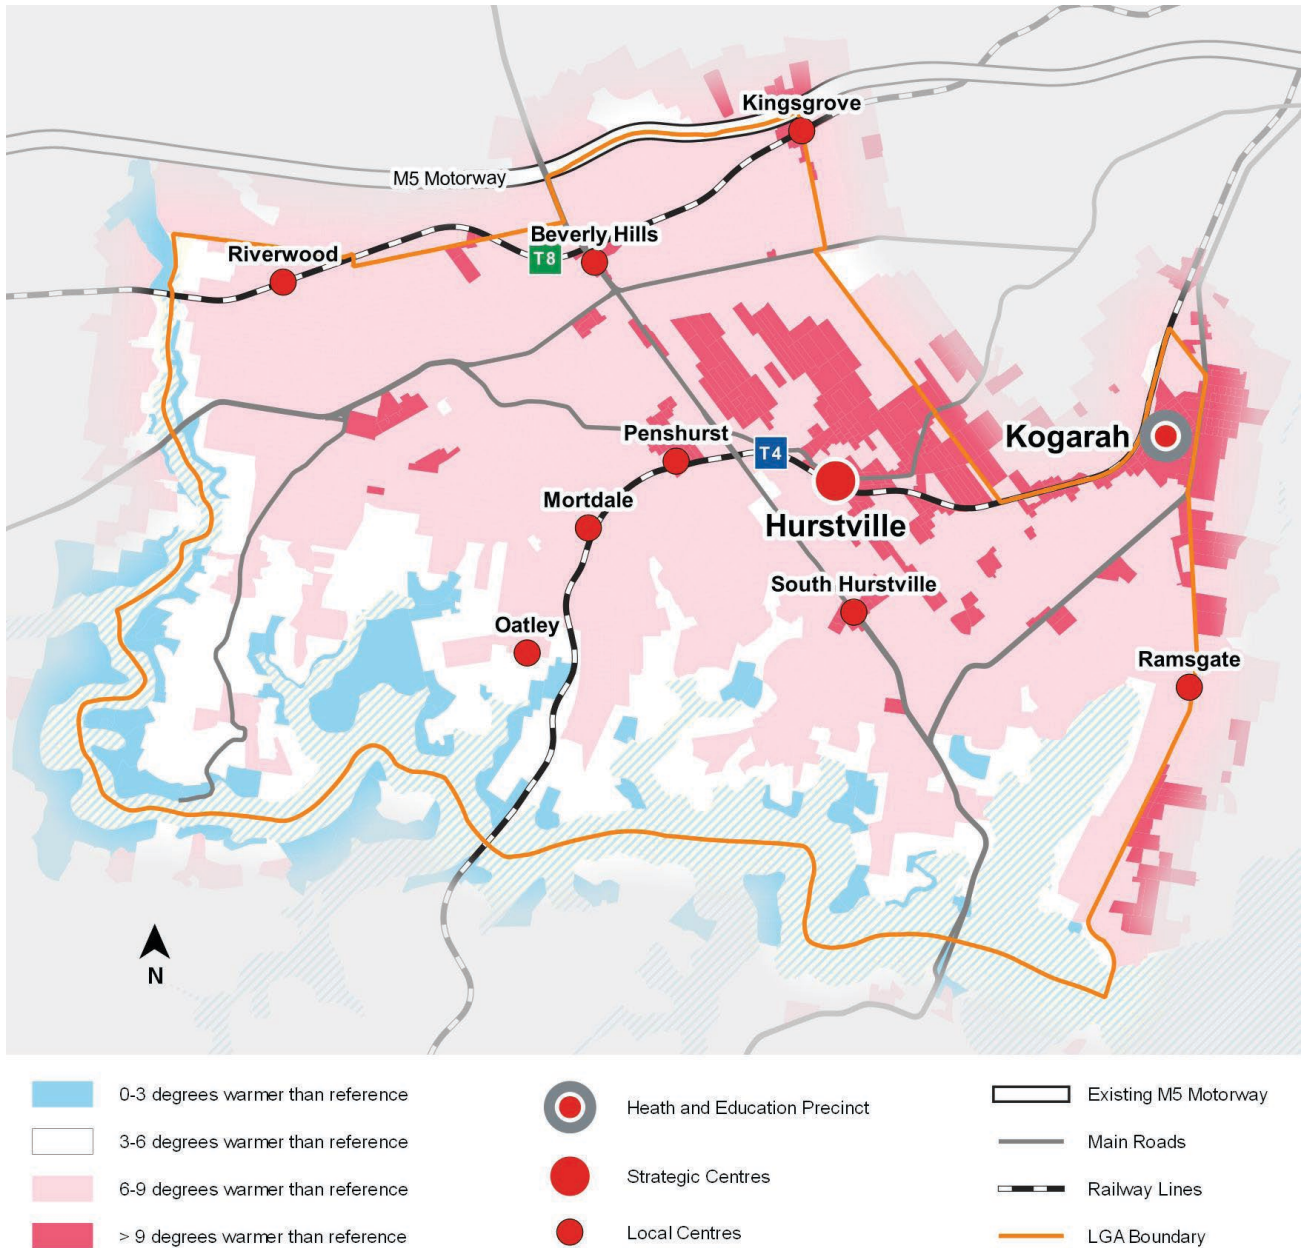 Kingsgrove
M5 Motorway
Beverly Hills
Riverwood
T8
Kogarah
Penshurst
T4
Mortdale
Hurstville
South Hurstville
Oatley
Ramsgate
N
0-3 degrees warmer than reference
3-6 degrees warmer than reference
6-9 degrees warmer than reference
> 9 degrees warmer than reference
Heath and Education Precinct
Strategic Centres
Local Centres
Existing M5 Motorway
Main Roads
Railway Lines
LGA Boundary